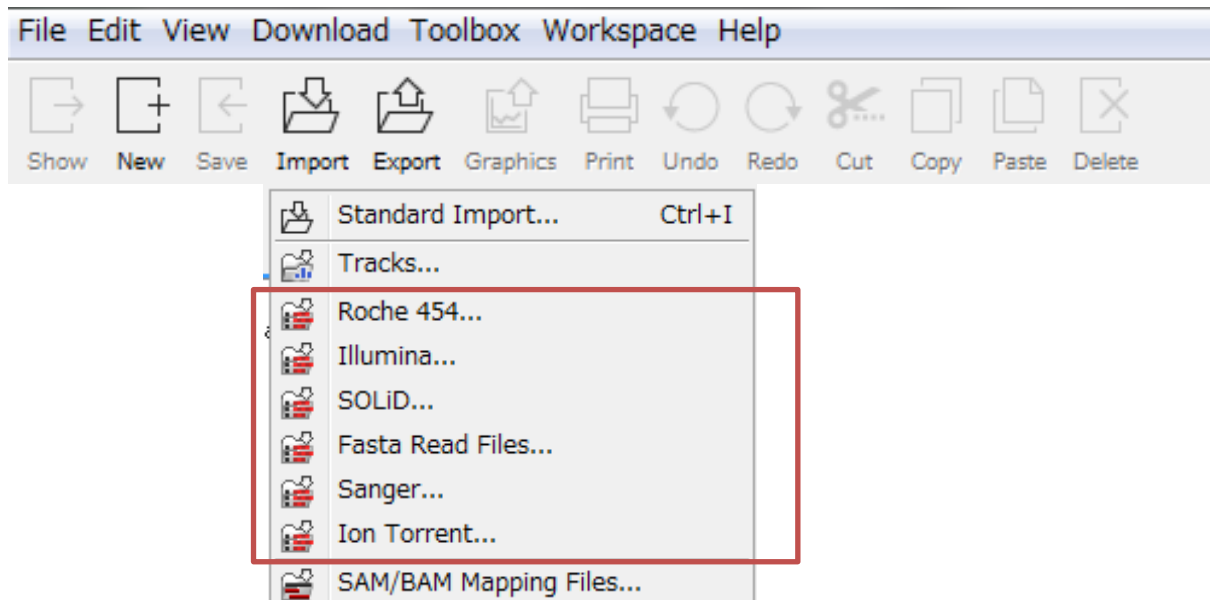 File Edit View Download Toolbox Workspace Help
Show New Save Import Export Graphics Print Undo Redo Cut Copy Paste Delete
Standard Import... Ctrl+I
Tracks...
Roche 454...
Illumina...
SOLiD...
Fasta Read Files...
Sanger...
Ion Torrent...
SAM/BAM Mapping Files...